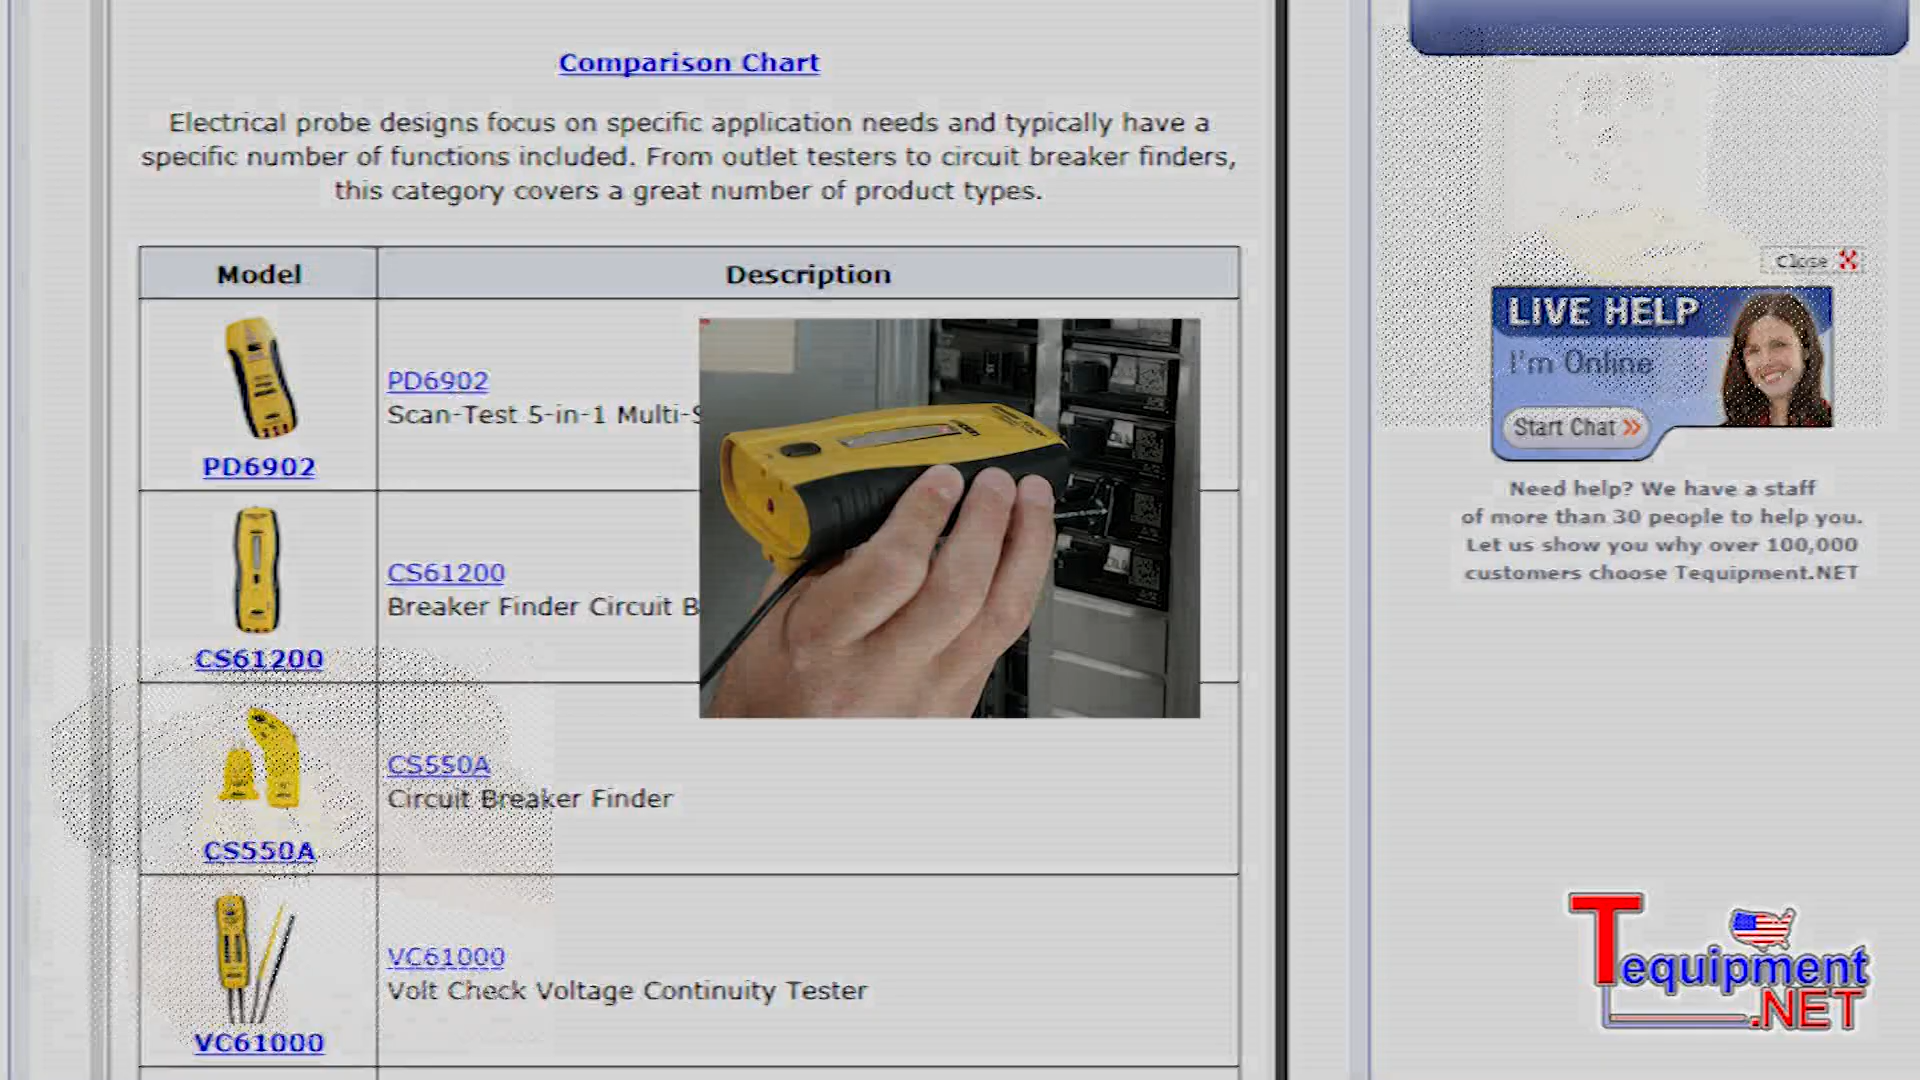 Comparison Chart
Electrical probe designs focus on specific application needs and typically have a
specific number of functions included. From outlet testers to circuit breaker finders,
this category covers a great number of product types.
Model
Description
PD6902
PD6902
Scan-Test 5-in-1 Multi-S
CS61200
CS61200
Breaker Finder Circuit B
CS550A
CS550A
Circuit Breaker Finder
VC61000
VC61000
Volt Check Voltage Continuity Tester
Close
LIVE HELP
I'm Online
Start Chat »
Need help? We have a staff
of more than 30 people to help you.
Let us show you why over 100,000
customers choose Tequipment.NET
Tequipment
.NET